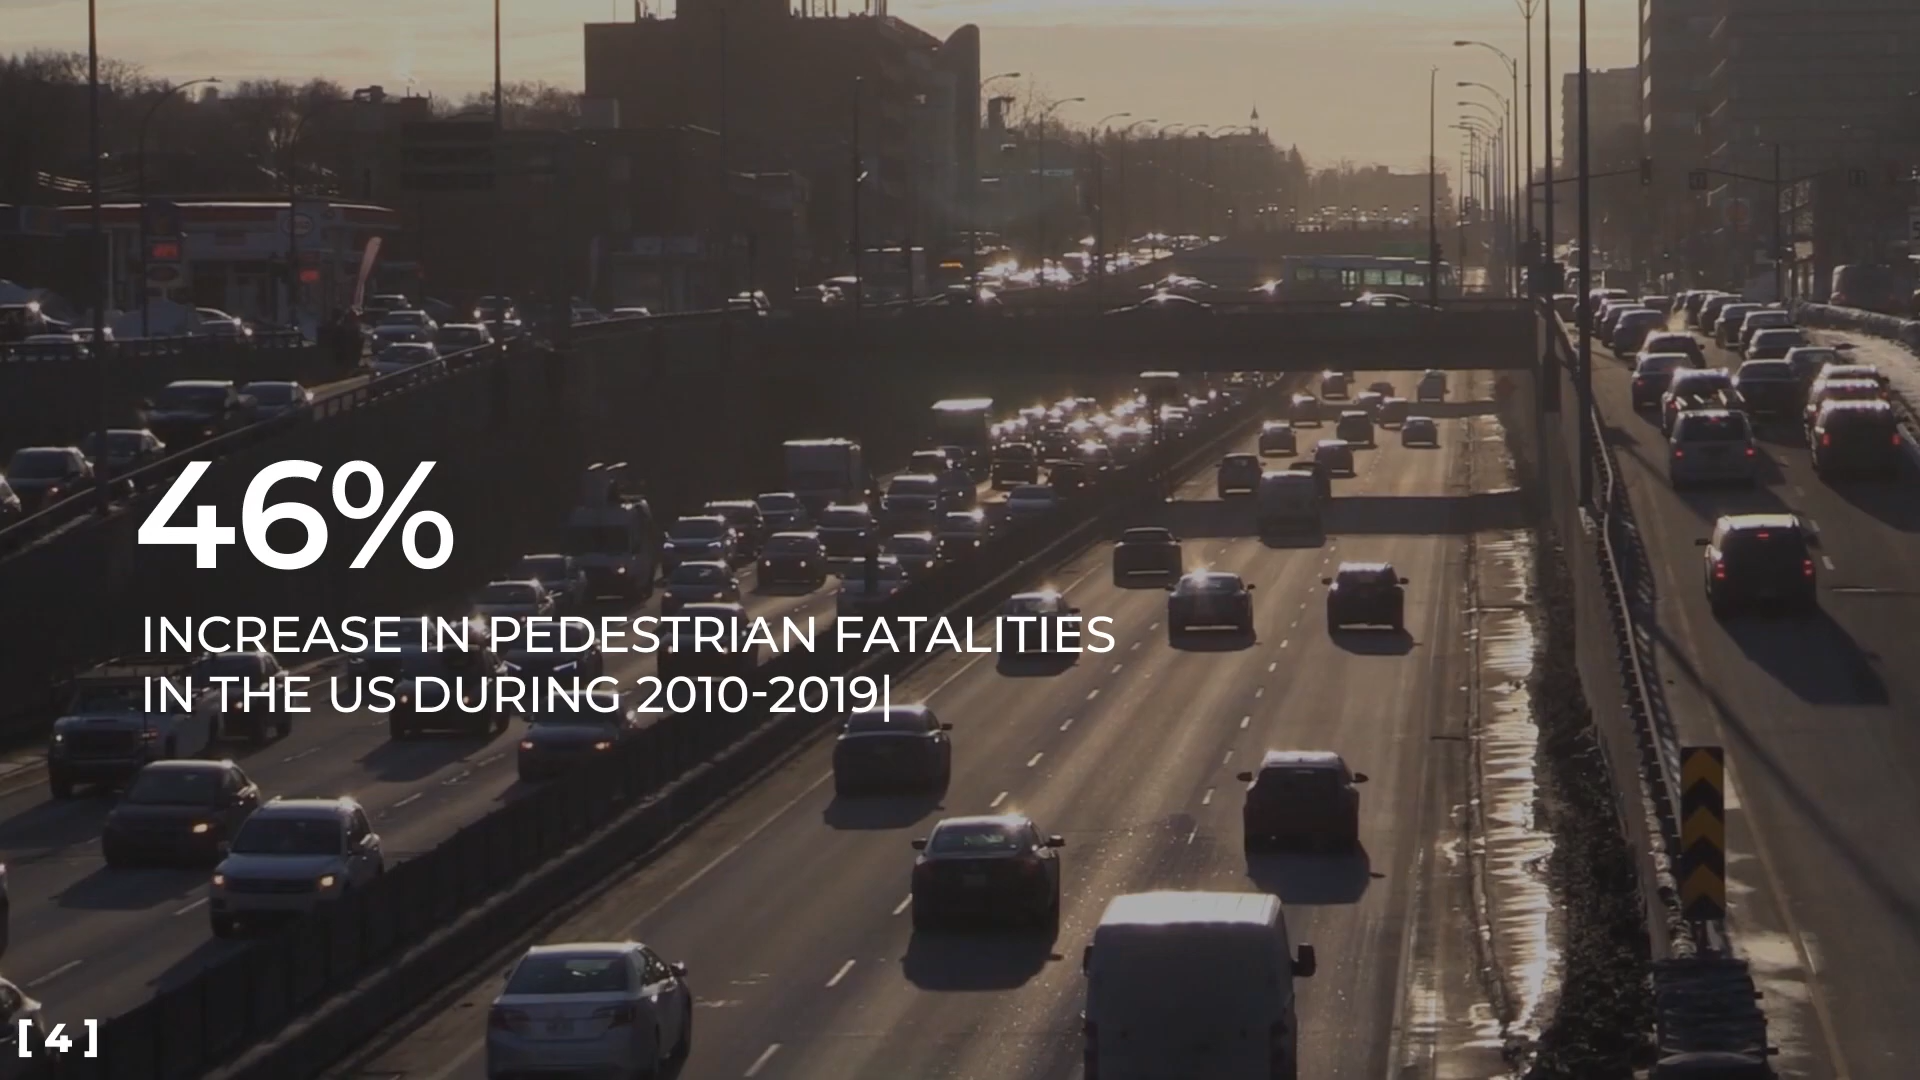 46%
INCREASE IN PEDESTRIAN FATALITIES
IN THE US DURING 2010-2019|
[ 4 ]